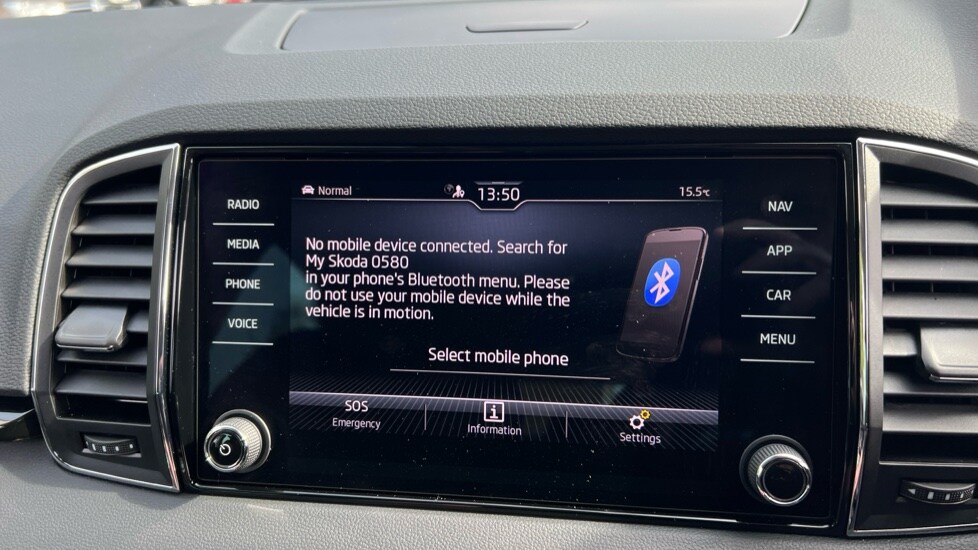 RADIO
MEDIA
PHONE
VOICE
Normal
13:50
15.5°C
No mobile device connected. Search for
My Skoda 0580
in your phone's Bluetooth menu. Please
do not use your mobile device while the
vehicle is in motion.
Select mobile phone
SOS
Emergency
i
Information
Settings
NAV
APP
CAR
MENU